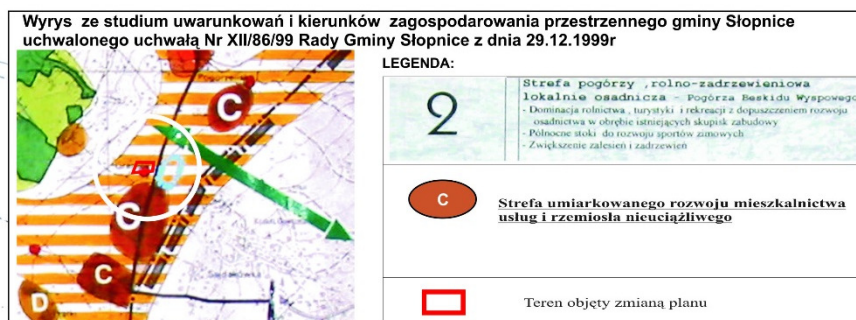 Wyrys ze studium uwarunkowań i kierunków zagospodarowania przestrzennego gminy Słopnice
uchwalonego uchwałą Nr XII/86/99 Rady Gminy Słopnice z dnia 29.12.1999r
LEGENDA:
2
Strefa pogórzy ,rolno-zadrzewieniowa
lokalnie osadnicza - Pogórza Beskidu Wyspowego
- Dominacja rolnictwa , turystyki i rekreacji z dopuszczeniem rozwoju
osadnictwa w obrębie istniejących skupisk zabudowy
- Północne stoki do rozwoju sportów zimowych
- Zwiększenie zalesień i zadrzewień
C
Strefa umiarkowanego rozwoju mieszkalnictwa
usług i rzemiosła nieuciążliwego
Teren objęty zmianą planu
C
C
C
D